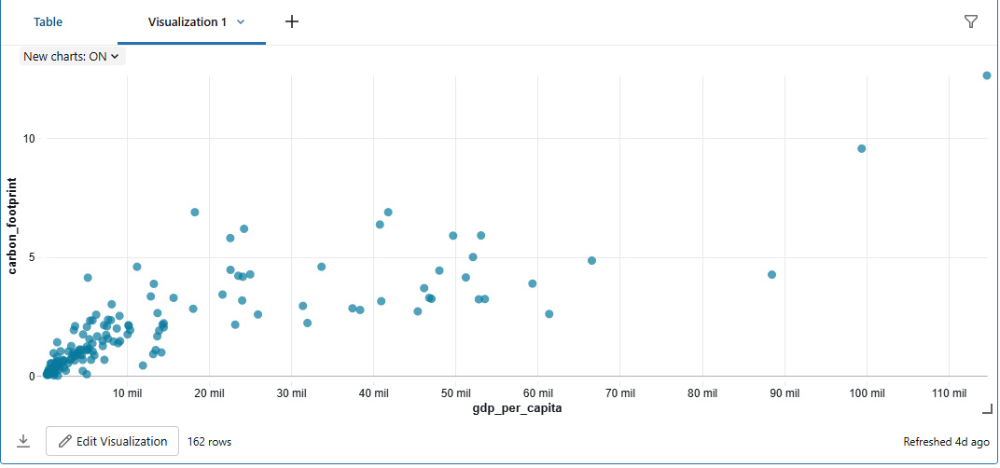 Table
Visualization 1
New charts: ON
carbon_footprint
10
5
0
10 mil
20 mil
30 mil
40 mil
50 mil
60 mil
70 mil
80 mil
90 mil
100 mil
110 mil
gdp_per_capita
Edit Visualization
162 rows
Refreshed 4d ago